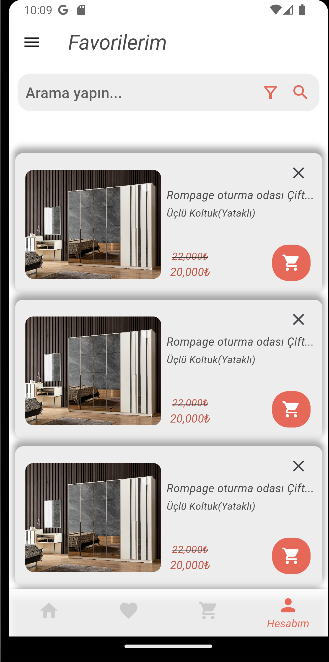 10:09
Favorilerim
Arama yapın...
Rompage oturma odası Çift...
Üçlü Koltuk(Yataklı)
22,000₺
20,000₺
Rompage oturma odası Çift...
Üçlü Koltuk(Yataklı)
22,000₺
20,000₺
Rompage oturma odası Çift...
Üçlü Koltuk(Yataklı)
22,000₺
20,000₺
Hesabım